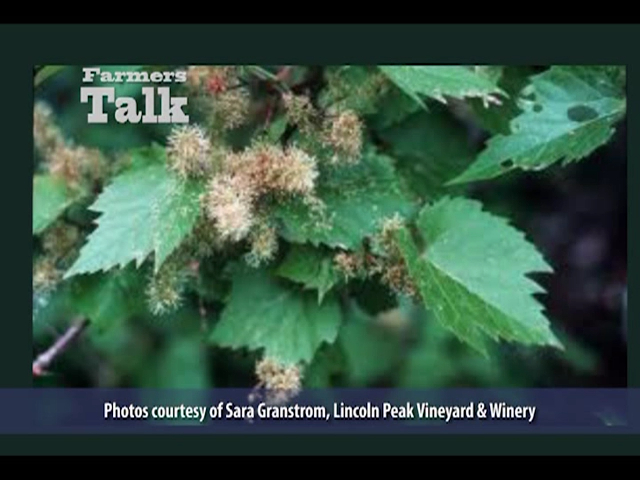 Farmers
Talk
Photos courtesy of Sara Granstrom, Lincoln Peak Vineyard & Winery